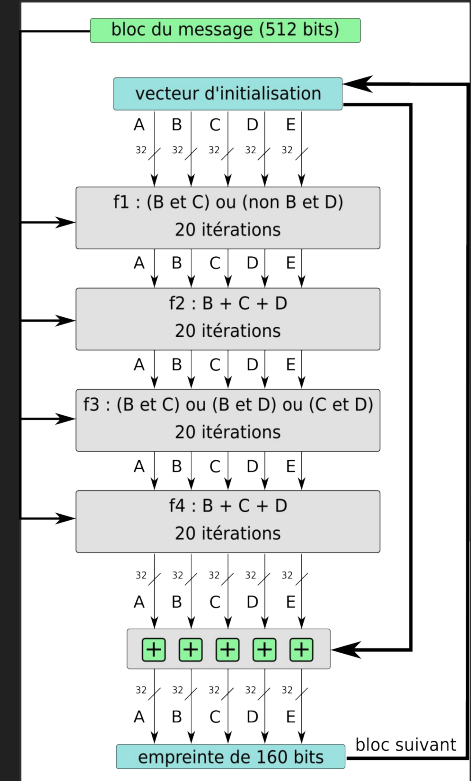 bloc du message (512 bits)
vecteur d'initialisation
A B C D E
32 32 32 32 32
f1 : (B et C) ou (non B et D)
20 itérations
A B C D E
f2 : B + C + D
20 itérations
A B C D E
f3 : (B et C) ou (B et D) ou (C et D)
20 itérations
A B C D E
f4 : B + C + D
20 itérations
32 32 32 32 32
A B C D E
+ + + + +
32 32 32 32 32
A B C D E
bloc suivant
empreinte de 160 bits